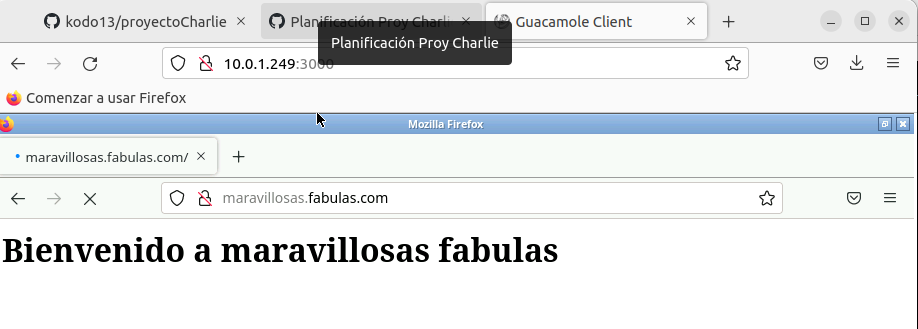 kodo13/proyectoCharlie
Planificación Proy Charli
Guacamole Client
Planificación Proy Charlie
10.0.1.249:3000
Comenzar a usar Firefox
Mozilla Firefox
maravillosas.fabulas.com/
maravillosas.fabulas.com
Bienvenido a maravillosas fabulas